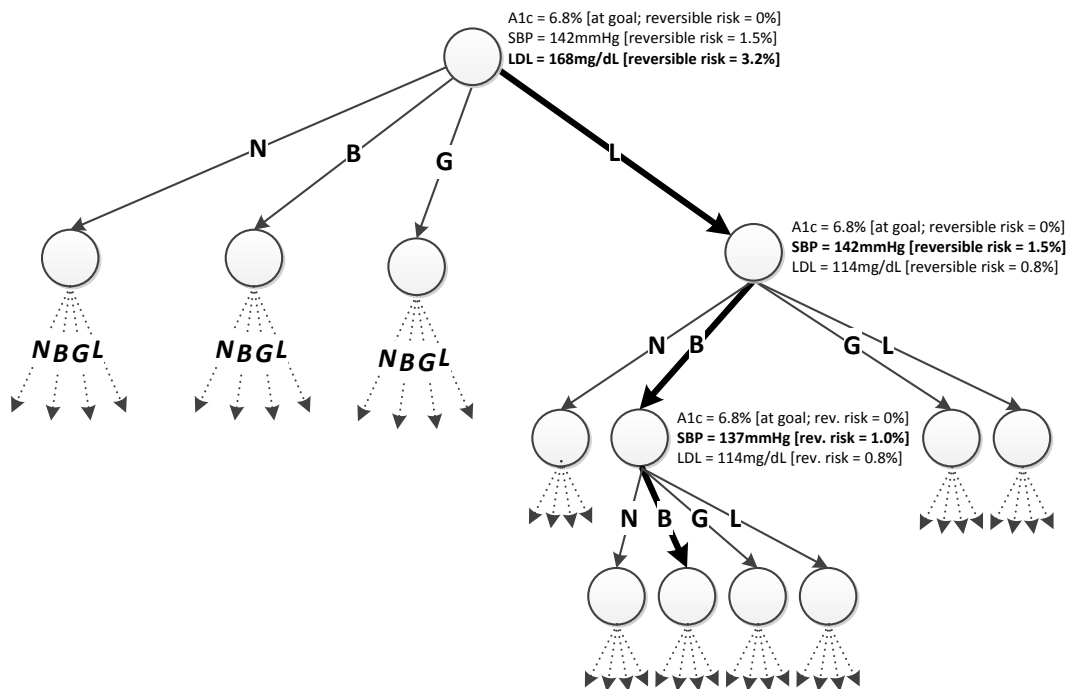 A1c = 6.8% [at goal; reversible risk = 0%]
SBP = 142mmHg [reversible risk = 1.5%]
LDL = 168mg/dL [reversible risk = 3.2%]
N
B
G
L
A1c = 6.8% [at goal; reversible risk = 0%]
SBP = 142mmHg [reversible risk = 1.5%]
LDL = 114mg/dL [reversible risk = 0.8%]
N B G L
N B G L
N B G L
N B G L
A1c = 6.8% [at goal; rev. risk = 0%]
SBP = 137mmHg [rev. risk = 1.0%]
LDL = 114mg/dL [rev. risk = 0.8%]
N B G L